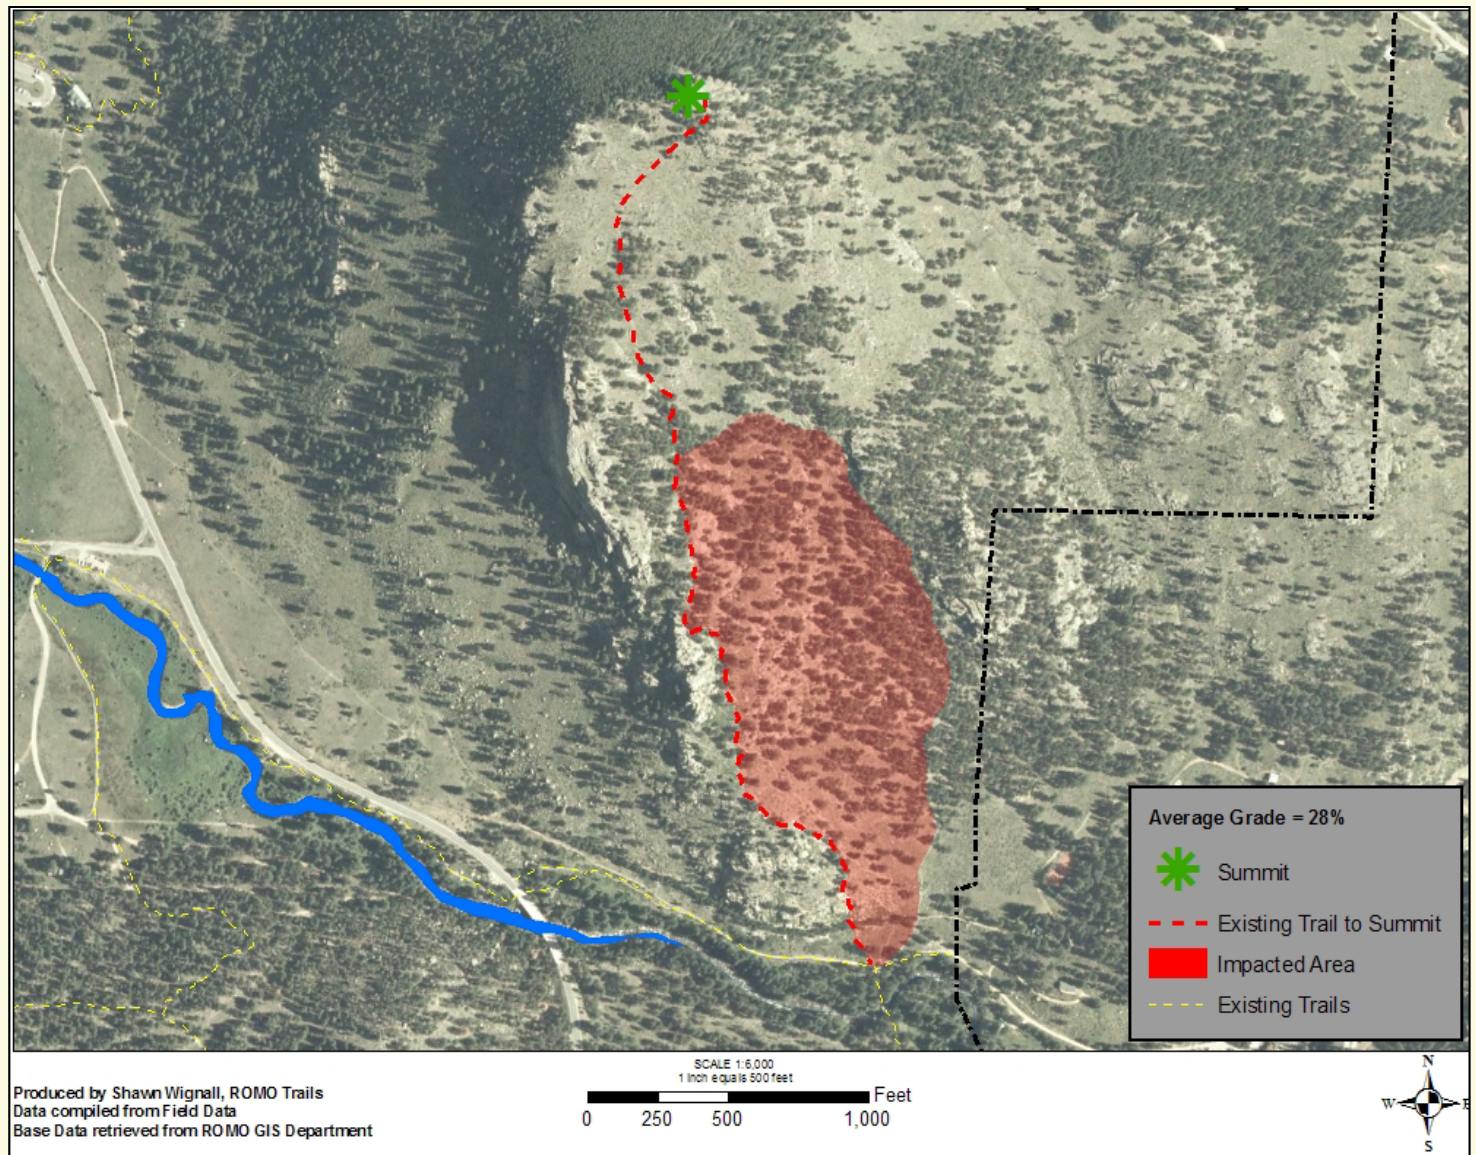 Average Grade = 28%
Summit
Existing Trail to Summit
Impacted Area
Existing Trails
SCALE 1:6,000
1 inch equals 500 feet
Feet
0 250 500 1,000
Produced by Shawn Wignall, ROMO Trails
Data compiled from Field Data
Base Data retrieved from ROMO GIS Department
N
W E
S